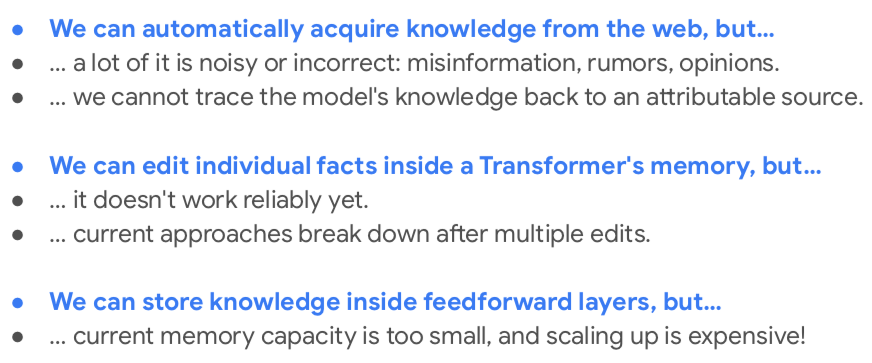 • We can automatically acquire knowledge from the web, but...
• ... a lot of it is noisy or incorrect: misinformation, rumors, opinions.
• ... we cannot trace the model's knowledge back to an attributable source.
• We can edit individual facts inside a Transformer's memory, but...
• ... it doesn't work reliably yet.
• ... current approaches break down after multiple edits.
• We can store knowledge inside feedforward layers, but...
• ... current memory capacity is too small, and scaling up is expensive!